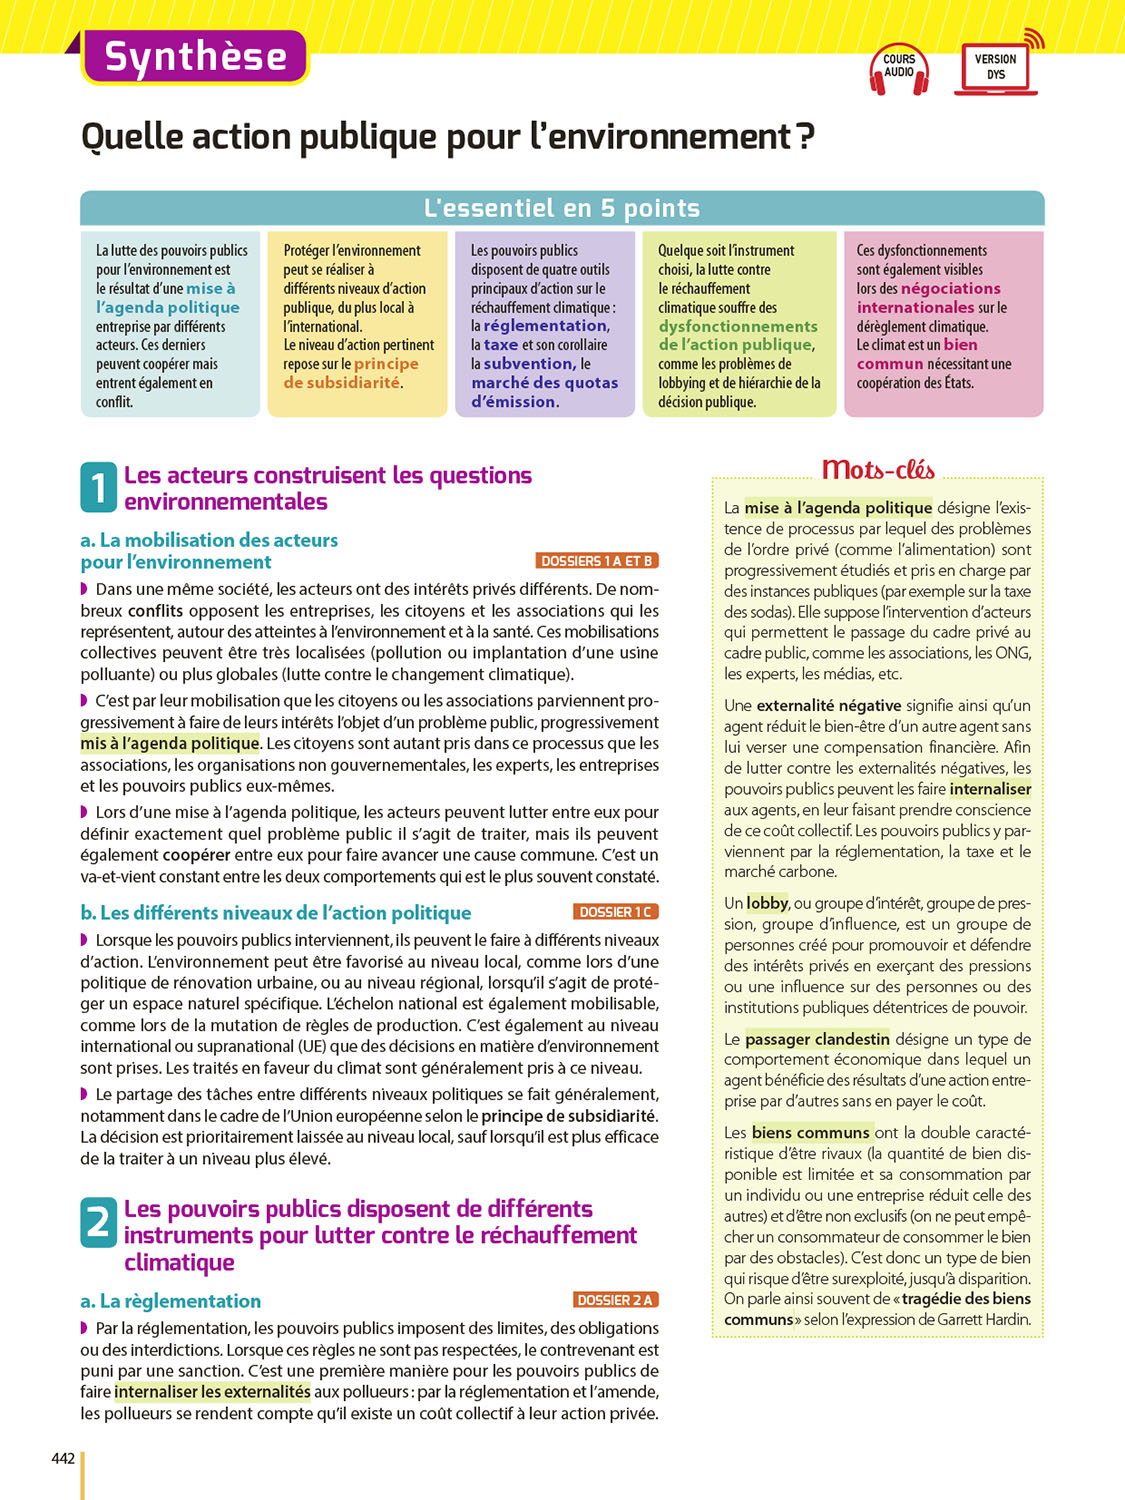 Synthèse
COURS
AUDIO
VERSION
DYS
Quelle action publique pour l'environnement ?
L'essentiel en 5 points
La lutte des pouvoirs publics
pour l'environnement est
le résultat d'une mise à
l'agenda politique
entreprise par différents
acteurs. Ces derniers
peuvent coopérer mais
entrent également en
conflit.
Protéger l'environnement
peut se réaliser à
différents niveaux d'action
publique, du plus local à
l'international.
Le niveau d'action pertinent
repose sur le principe
de subsidiarité.
Les pouvoirs publics
disposent de quatre outils
principaux d'action sur le
réchauffement climatique :
la réglementation,
la taxe et son corollaire
la subvention, le
marché des quotas
d'émission.
Quelque soit l'instrument
choisi, la lutte contre
le réchauffement
climatique souffre des
dysfonctionnements
de l'action publique,
comme les problèmes de
lobbying et de hiérarchie de la
décision publique.
Ces dysfonctionnements
sont également visibles
lors des négociations
internationales sur le
dérèglement climatique.
Le climat est un bien
commun nécessitant une
coopération des États.
1 Les acteurs construisent les questions
environnementales
a. La mobilisation des acteurs
pour l'environnement
DOSSIERS 1 A ET B
Dans une même société, les acteurs ont des intérêts privés différents. De nom-
breux conflits opposent les entreprises, les citoyens et les associations qui les
représentent, autour des atteintes à l'environnement et à la santé. Ces mobilisations
collectives peuvent être très localisées (pollution ou implantation d'une usine
polluante) ou plus globales (lutte contre le changement climatique).
C'est par leur mobilisation que les citoyens ou les associations parviennent pro-
gressivement à faire de leurs intérêts l'objet d'un problème public, progressivement
mis à l'agenda politique. Les citoyens sont autant pris dans ce processus que les
associations, les organisations non gouvernementales, les experts, les entreprises
et les pouvoirs publics eux-mêmes.
Lors d'une mise à l'agenda politique, les acteurs peuvent lutter entre eux pour
définir exactement quel problème public il s'agit de traiter, mais ils peuvent
également coopérer entre eux pour faire avancer une cause commune. C'est un
va-et-vient constant entre les deux comportements qui est le plus souvent constaté.
b. Les différents niveaux de l'action politique
DOSSIER 1 C
Lorsque les pouvoirs publics interviennent, ils peuvent le faire à différents niveaux
d'action. L'environnement peut être favorisé au niveau local, comme lors d'une
politique de rénovation urbaine, ou au niveau régional, lorsqu'il s'agit de proté-
ger un espace naturel spécifique. L'échelon national est également mobilisable,
comme lors de la mutation de règles de production. C'est également au niveau
international ou supranational (UE) que des décisions en matière d'environnement
sont prises. Les traités en faveur du climat sont généralement pris à ce niveau.
Le partage des tâches entre différents niveaux politiques se fait généralement,
notamment dans le cadre de l'Union européenne selon le principe de subsidiarité.
La décision est prioritairement laissée au niveau local, sauf lorsqu'il est plus efficace
de la traiter à un niveau plus élevé.
2 Les pouvoirs publics disposent de différents
instruments pour lutter contre le réchauffement
climatique
a. La règlementation
DOSSIER 2 A
Par la réglementation, les pouvoirs publics imposent des limites, des obligations
ou des interdictions. Lorsque ces règles ne sont pas respectées, le contrevenant est
puni par une sanction. C'est une première manière pour les pouvoirs publics de
faire internaliser les externalités aux pollueurs : par la réglementation et l'amende,
les pollueurs se rendent compte qu'il existe un coût collectif à leur action privée.
Mots-clés
La mise à l'agenda politique désigne l'exis-
tence de processus par lequel des problèmes
de l'ordre privé (comme l'alimentation) sont
progressivement étudiés et pris en charge par
des instances publiques (par exemple sur la taxe
des sodas). Elle suppose l'intervention d'acteurs
qui permettent le passage du cadre privé au
cadre public, comme les associations, les ONG,
les experts, les médias, etc.
Une externalité négative signifie ainsi qu'un
agent réduit le bien-être d'un autre agent sans
lui verser une compensation financière. Afin
de lutter contre les externalités négatives, les
pouvoirs publics peuvent les faire internaliser
aux agents, en leur faisant prendre conscience
de ce coût collectif. Les pouvoirs publics y par-
viennent par la réglementation, la taxe et le
marché carbone.
Un lobby, ou groupe d'intérêt, groupe de pres-
sion, groupe d'influence, est un groupe de
personnes créé pour promouvoir et défendre
des intérêts privés en exerçant des pressions
ou une influence sur des personnes ou des
institutions publiques détentrices de pouvoir.
Le passager clandestin désigne un type de
comportement économique dans lequel un
agent bénéficie des résultats d'une action entre-
prise par d'autres sans en payer le coût.
Les biens communs ont la double caracté-
ristique d'être rivaux (la quantité de bien dis-
ponible est limitée et sa consommation par
un individu ou une entreprise réduit celle des
autres) et d'être non exclusifs (on ne peut empê-
cher un consommateur de consommer le bien
par des obstacles). C'est donc un type de bien
qui risque d'être surexploité, jusqu'à disparition.
On parle ainsi souvent de « tragédie des biens
communs » selon l'expression de Garrett Hardin.
442